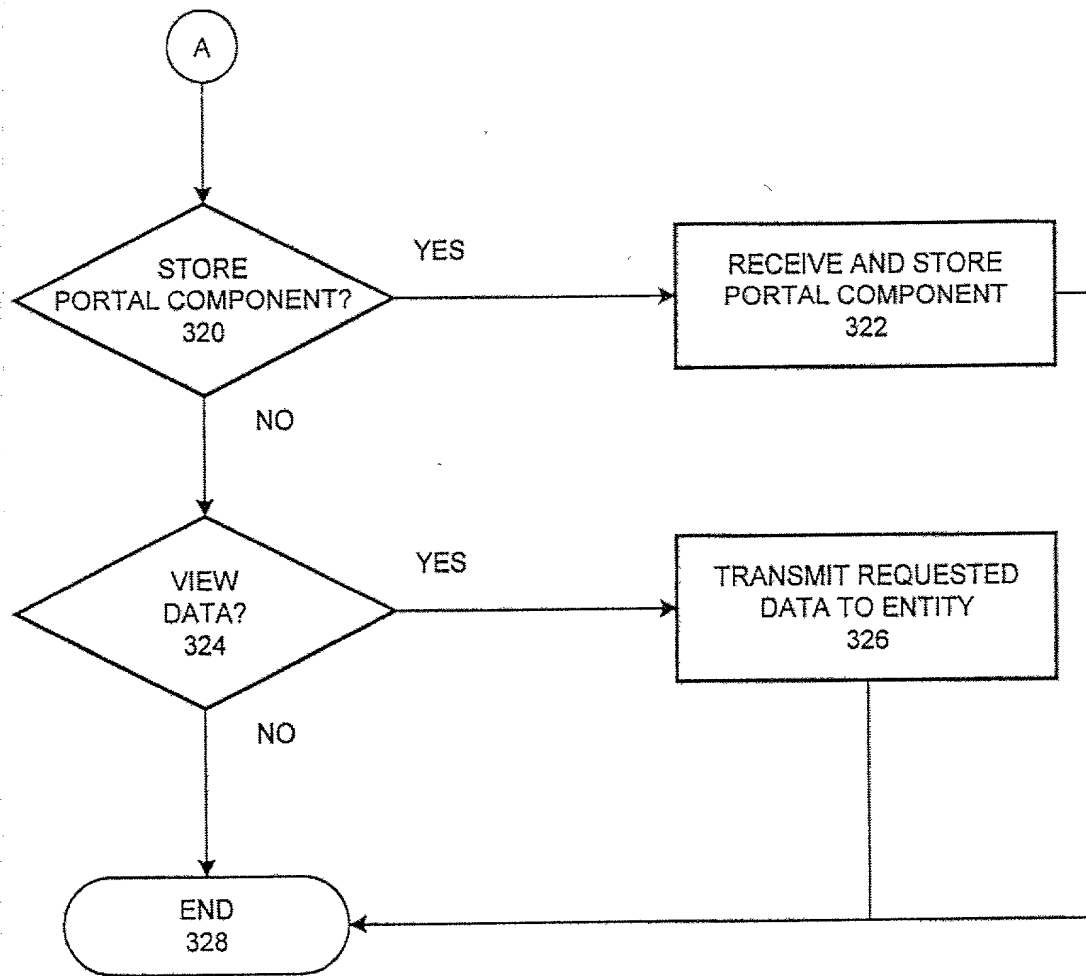 A
STORE
PORTAL COMPONENT?
320
YES
RECEIVE AND STORE
PORTAL COMPONENT
322
NO
VIEW
DATA?
324
YES
TRANSMIT REQUESTED
DATA TO ENTITY
326
NO
END
328